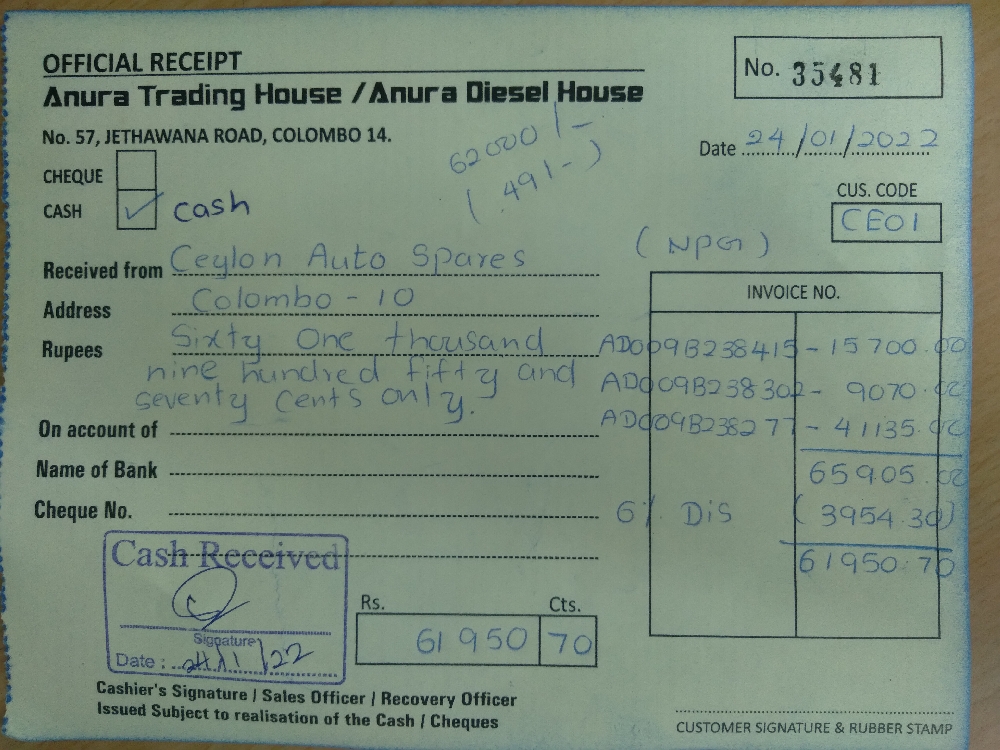 OFFICIAL RECEIPT
No. 35481
Anura Trading House / Anura Diesel House
No. 57, JETHAWANA ROAD, COLOMBO 14.
62000/-
(491-)
Date 24/01/2022
CHEQUE
CASH cash
CUS. CODE
CE01
(NPG)
Received from Ceylon Auto Spares
Address Colombo - 10
Rupees Sixty One thousand
nine hundred fifty and
seventy cents only.
INVOICE NO.
AD009B238415 - 15700.00
AD009B238302 - 9070.00
AD009B238277 - 41135.00
65905.00
6% Dis (3954.30)
61950.70
On account of
Name of Bank
Cheque No.
Cash Received
Signature
Date : 24/1/22
Rs. Cts.
61950 70
Cashier's Signature / Sales Officer / Recovery Officer
Issued Subject to realisation of the Cash / Cheques
CUSTOMER SIGNATURE & RUBBER STAMP